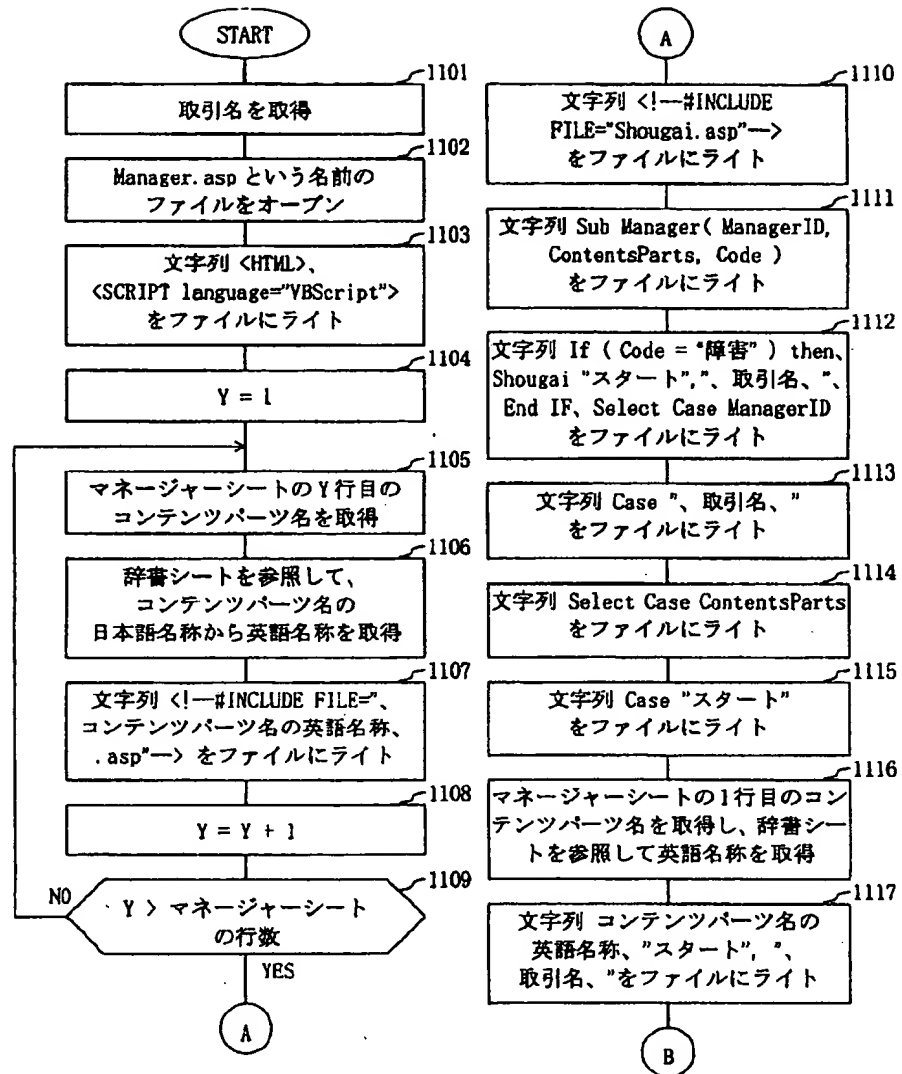 START
1101
取引名を取得
1102
Manager.asp という名前の
ファイルをオープン
1103
文字列 <HTML>、
<SCRIPT language="VBScript">
をファイルにライト
1104
Y = 1
1105
マネージャーシートのY行目の
コンテンツパーツ名を取得
1106
辞書シートを参照して、
コンテンツパーツ名の
日本語名称から英語名称を取得
1107
文字列 <!―#INCLUDE FILE="、
コンテンツパーツ名の英語名称、
.asp"―> をファイルにライト
1108
Y = Y + 1
1109
NO
Y > マネージャーシート
の行数
YES
A
A
1110
文字列 <!―#INCLUDE
FILE="Shougai.asp"―>
をファイルにライト
1111
文字列 Sub Manager( ManagerID,
ContentsParts, Code )
をファイルにライト
1112
文字列 If ( Code = "障害" ) then、
Shougai "スタート","、取引名、"、
End IF、Select Case ManagerID
をファイルにライト
1113
文字列 Case "、取引名、"
をファイルにライト
1114
文字列 Select Case ContentsParts
をファイルにライト
1115
文字列 Case "スタート"
をファイルにライト
1116
マネージャーシートの1行目のコン
テンツパーツ名を取得し、辞書シー
トを参照して英語名称を取得
1117
文字列 コンテンツパーツ名の
英語名称、"スタート", "、
取引名、"をファイルにライト
B